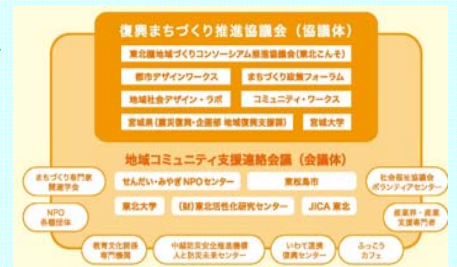 復興まちづくり推進協議会（協議体）
東北圏地域づくりコンソーシアム推進協議会(東北こんそ)
都市デザインワークス
まちづくり政策フォーラム
地域社会デザイン・ラボ
コミュニティ・ワークス
宮城県(震災復興・企画部 地域復興支援課)
宮城大学
地域コミュニティ支援連絡会議（会議体）
せんだい・みやぎNPOセンター
東松島市
東北大学
(財)東北活性化研究センター
JICA東北
まちづくり専門家
関連学会
NPO
各種団体
社会福祉協議会
ボランティアセンター
産業界・産業
支援専門者
教育文化関係
専門機関
中越防災安全推進機構
人と防災未来センター
いわて連携
復興センター
ふっこう
カフェ